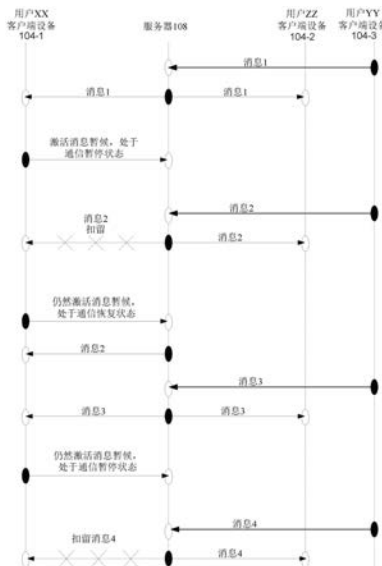 用户XX
客户端设备
104-1
服务器108
用户ZZ
客户端设备
104-2
用户YY
客户端设备
104-3
消息1
消息1
消息1
激活消息暂候，处于
通信暂停状态
消息2
消息2
扣留
消息2
仍然激活消息暂候，
处于通信恢复状态
消息2
消息3
消息3
消息3
仍然激活消息暂候，
处于通信暂停状态
消息4
扣留消息4
消息4